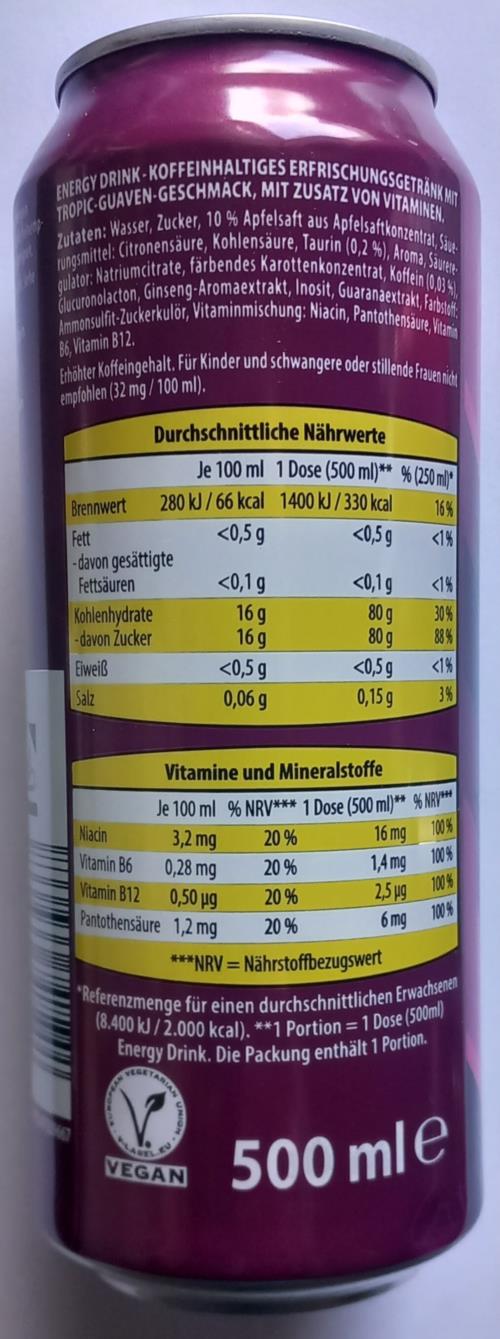 ENERGY DRINK - KOFFEINHALTIGES ERFRISCHUNGSGETRÄNK MIT
TROPIC-GUAVEN-GESCHMACK, MIT ZUSATZ VON VITAMINEN.
Zutaten: Wasser, Zucker, 10 % Apfelsaft aus Apfelsaftkonzentrat, Säue-
rungsmittel: Citronensäure, Kohlensäure, Taurin (0,2 %), Aroma, Säurere-
gulator: Natriumcitrate, färbendes Karottenkonzentrat, Koffein (0,03 %),
Glucuronolacton, Ginseng-Aromaextrakt, Inosit, Guaranaextrakt, Farbstoff:
Ammonsulfit-Zuckerkulör, Vitaminmischung: Niacin, Pantothensäure, Vitamin
B6, Vitamin B12.
Erhöhter Koffeingehalt. Für Kinder und schwangere oder stillende Frauen nicht
empfohlen (32 mg / 100 ml).
Durchschnittliche Nährwerte
Je 100 ml 1 Dose (500 ml)** % (250 ml)*
Brennwert 280 kJ / 66 kcal 1400 kJ / 330 kcal 16 %
Fett <0,5 g <0,5 g <1%
- davon gesättigte
Fettsäuren <0,1 g <0,1 g <1%
Kohlenhydrate 16 g 80 g 30 %
- davon Zucker 16 g 80 g 88 %
Eiweiß <0,5 g <0,5 g <1%
Salz 0,06 g 0,15 g 3%
Vitamine und Mineralstoffe
Je 100 ml % NRV*** 1 Dose (500 ml)** % NRV***
Niacin 3,2 mg 20 % 16 mg 100 %
Vitamin B6 0,28 mg 20 % 1,4 mg 100 %
Vitamin B12 0,50 µg 20 % 2,5 µg 100 %
Pantothensäure 1,2 mg 20 % 6 mg 100 %
***NRV = Nährstoffbezugswert
*Referenzmenge für einen durchschnittlichen Erwachsenen
(8.400 kJ / 2.000 kcal). **1 Portion = 1 Dose (500ml)
Energy Drink. Die Packung enthält 1 Portion.
EUROPEAN VEGETARIAN UNION
V-LABEL.EU
VEGAN
500 ml e